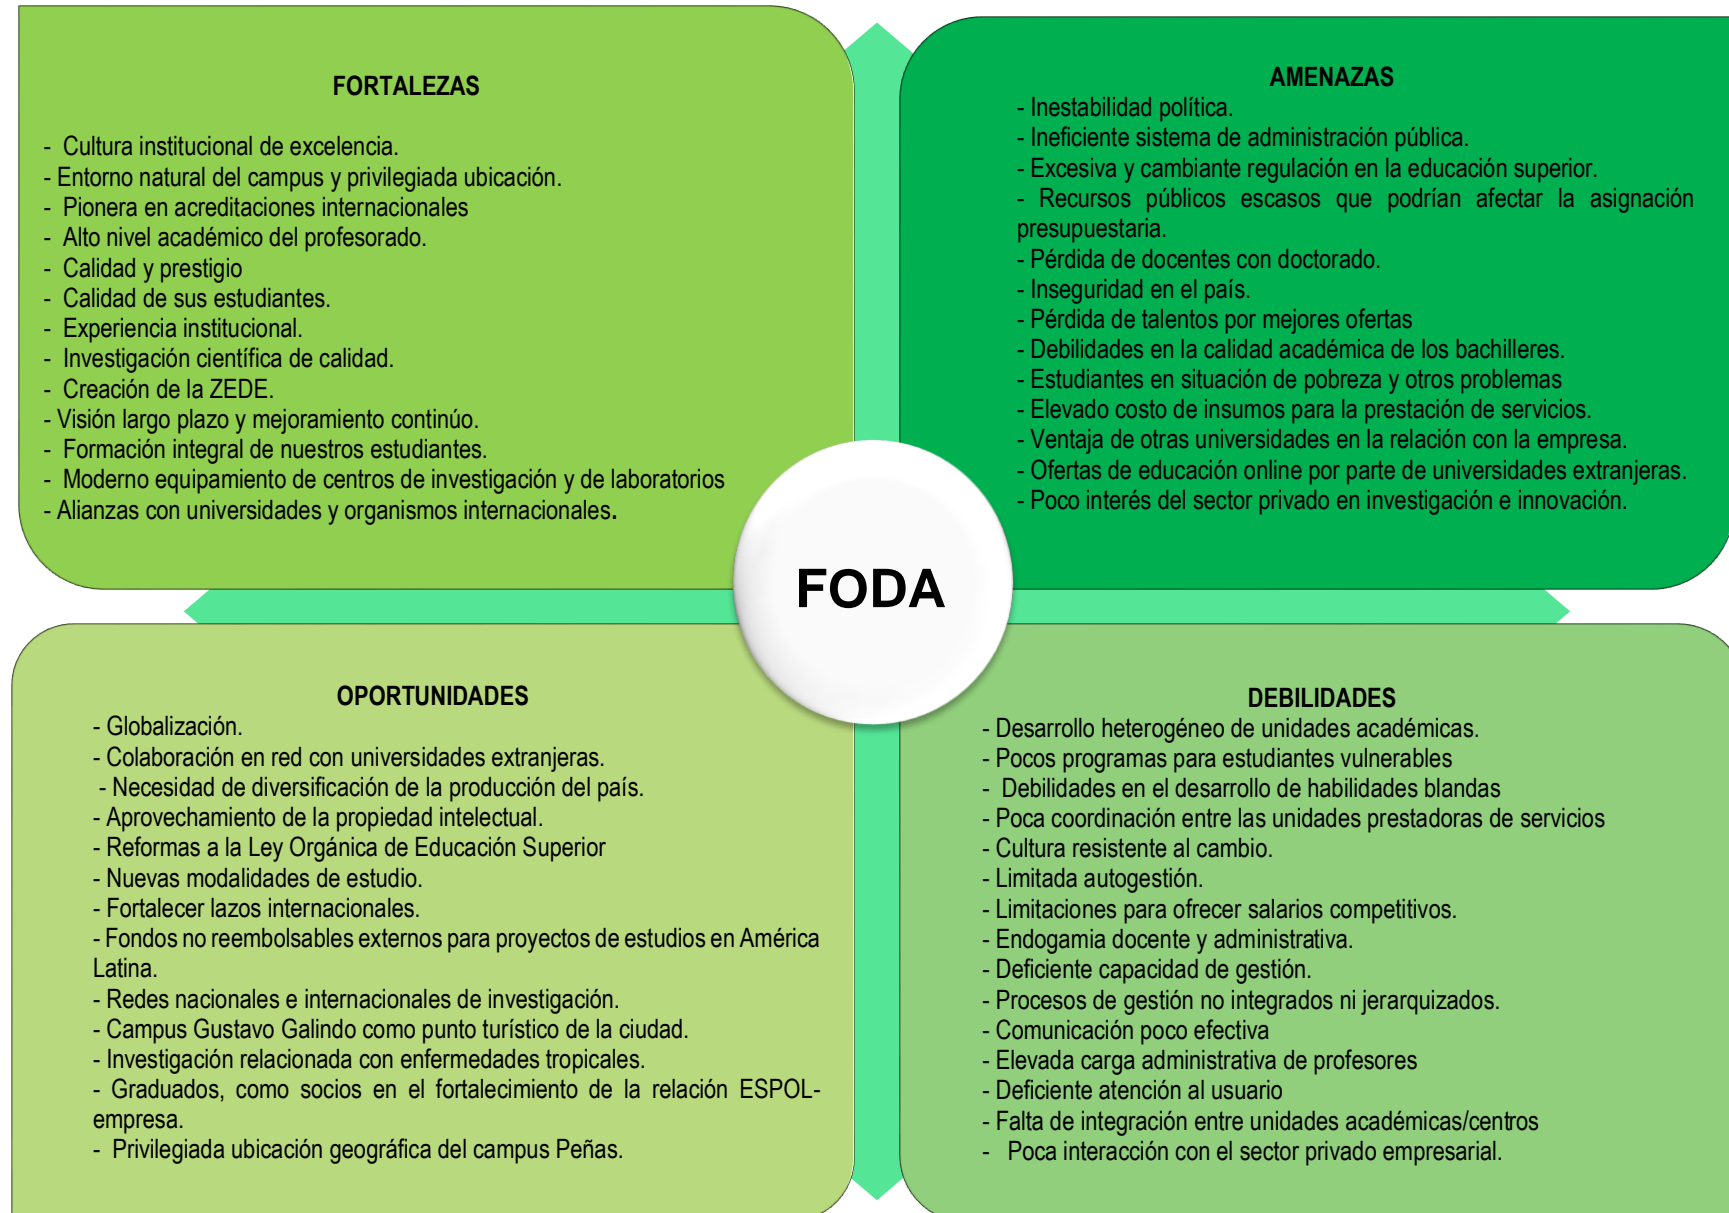 FORTALEZAS
- Cultura institucional de excelencia.
- Entorno natural del campus y privilegiada ubicación.
- Pionera en acreditaciones internacionales
- Alto nivel académico del profesorado.
- Calidad y prestigio
- Calidad de sus estudiantes.
- Experiencia institucional.
- Investigación científica de calidad.
- Creación de la ZEDE.
- Visión largo plazo y mejoramiento continúo.
- Formación integral de nuestros estudiantes.
- Moderno equipamiento de centros de investigación y de laboratorios
- Alianzas con universidades y organismos internacionales.
AMENAZAS
- Inestabilidad política.
- Ineficiente sistema de administración pública.
- Excesiva y cambiante regulación en la educación superior.
- Recursos públicos escasos que podrían afectar la asignación
presupuestaria.
- Pérdida de docentes con doctorado.
- Inseguridad en el país.
- Pérdida de talentos por mejores ofertas
- Debilidades en la calidad académica de los bachilleres.
- Estudiantes en situación de pobreza y otros problemas
- Elevado costo de insumos para la prestación de servicios.
- Ventaja de otras universidades en la relación con la empresa.
- Ofertas de educación online por parte de universidades extranjeras.
- Poco interés del sector privado en investigación e innovación.
FODA
OPORTUNIDADES
- Globalización.
- Colaboración en red con universidades extranjeras.
- Necesidad de diversificación de la producción del país.
- Aprovechamiento de la propiedad intelectual.
- Reformas a la Ley Orgánica de Educación Superior
- Nuevas modalidades de estudio.
- Fortalecer lazos internacionales.
- Fondos no reembolsables externos para proyectos de estudios en América
Latina.
- Redes nacionales e internacionales de investigación.
- Campus Gustavo Galindo como punto turístico de la ciudad.
- Investigación relacionada con enfermedades tropicales.
- Graduados, como socios en el fortalecimiento de la relación ESPOL-
empresa.
- Privilegiada ubicación geográfica del campus Peñas.
DEBILIDADES
- Desarrollo heterogéneo de unidades académicas.
- Pocos programas para estudiantes vulnerables
- Debilidades en el desarrollo de habilidades blandas
- Poca coordinación entre las unidades prestadoras de servicios
- Cultura resistente al cambio.
- Limitada autogestión.
- Limitaciones para ofrecer salarios competitivos.
- Endogamia docente y administrativa.
- Deficiente capacidad de gestión.
- Procesos de gestión no integrados ni jerarquizados.
- Comunicación poco efectiva
- Elevada carga administrativa de profesores
- Deficiente atención al usuario
- Falta de integración entre unidades académicas/centros
- Poca interacción con el sector privado empresarial.